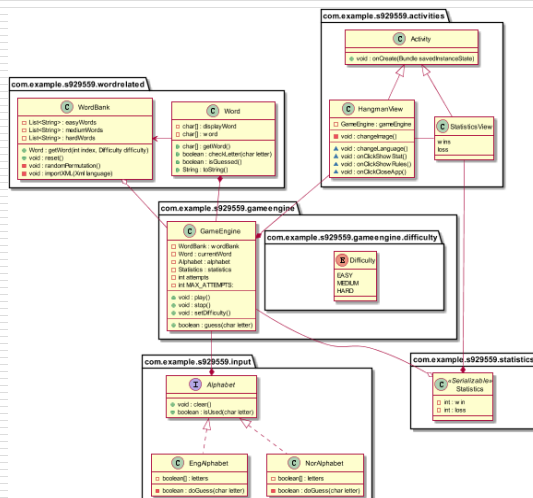 com.example.s929559.activities
C Activity
void : onCreate(Bundle savedInstanceState)
com.example.s929559.wordrelated
C WordBank
List<String> : easyWords
List<String> : mediumWords
List<String> : hardWords
Word : getWord(int index, Difficulty difficulty)
void : reset()
void : randomPermutation()
void : importXML(Xml language)
C Word
char[] : displayWord
char[] : word
char[] : getWord()
boolean : checkLetter(char letter)
boolean : isGuessed()
String : toString()
C HangmanView
GameEngine : gameEngine
void : changeImage()
void : changeLanguage()
void : onClickShowStat()
void : onClickShowRules()
void : onClickCloseApp()
C StatisticsView
wins
loss
com.example.s929559.gameengine
C GameEngine
WordBank : wordBank
Word : currentWord
Alphabet : alphabet
Statistics : statistics
int attempts
int MAX_ATTEMPTS:
void : play()
void : stop()
void : setDifficulty()
boolean : guess(char letter)
com.example.s929559.gameengine.difficulty
E Difficulty
EASY
MEDIUM
HARD
com.example.s929559.input
I Alphabet
void : clear()
boolean : isUsed(char letter)
C EngAlphabet
boolean[] : letters
boolean : doGuess(char letter)
C NorAlphabet
boolean[] : letters
boolean : doGuess(char letter)
com.example.s929559.statistics
C «Serializable»
Statistics
int : win
int : loss